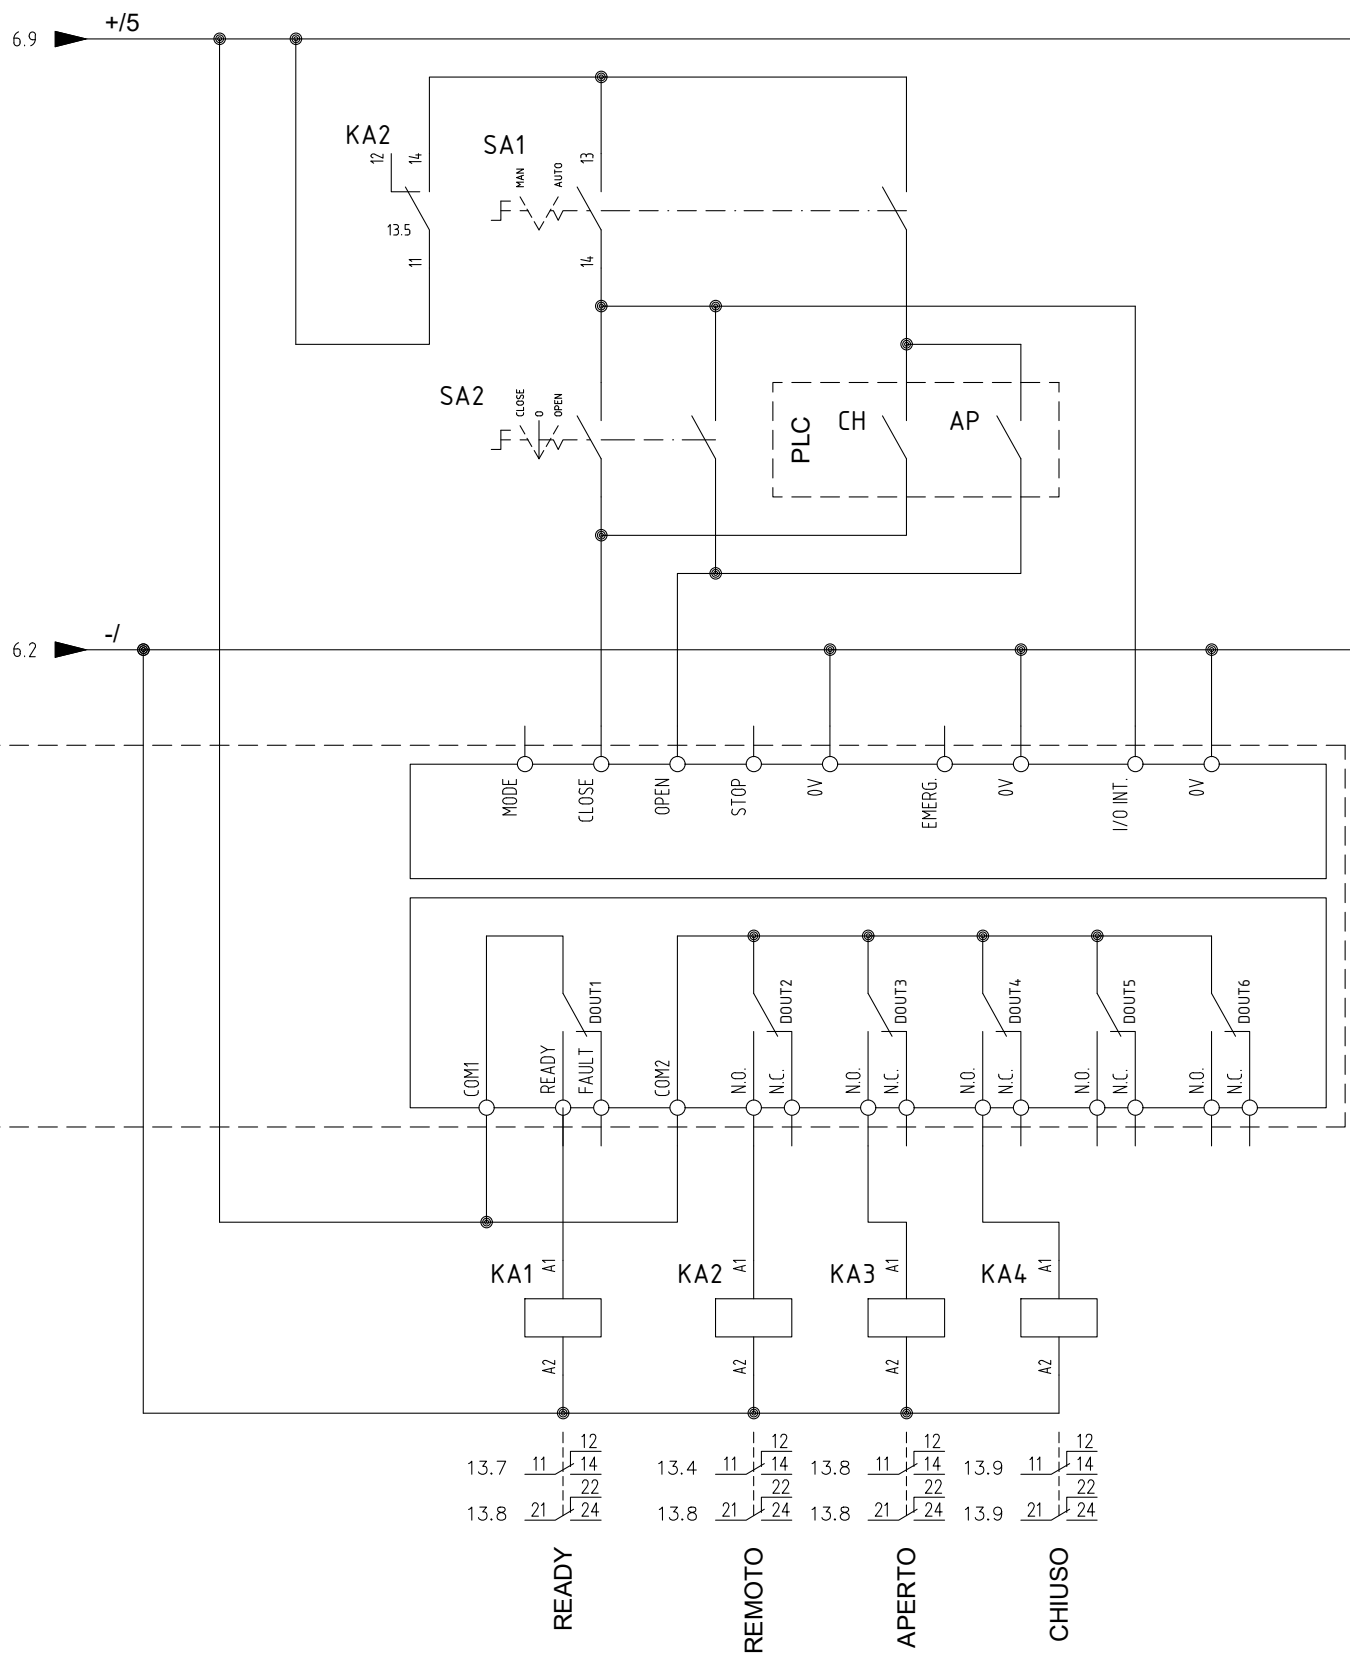 +/5
6.9
KA2
12
14
13.5
11
SA1
MAN
AUTO
13
14
SA2
CLOSE
0
OPEN
PLC
CH
AP
-/
6.2
MODE
CLOSE
OPEN
STOP
0V
EMERG.
0V
I/O INT.
0V
COM1
READY
FAULT
DOUT1
COM2
N.O.
N.C.
DOUT2
N.O.
N.C.
DOUT3
N.O.
N.C.
DOUT4
N.O.
N.C.
DOUT5
N.O.
N.C.
DOUT6
KA1
A1
A2
KA2
A1
A2
KA3
A1
A2
KA4
A1
A2
12
13.7 11 14
22
13.8 21 24
READY
12
13.4 11 14
22
13.8 21 24
REMOTO
12
13.8 11 14
22
13.8 21 24
APERTO
12
13.9 11 14
22
13.9 21 24
CHIUSO